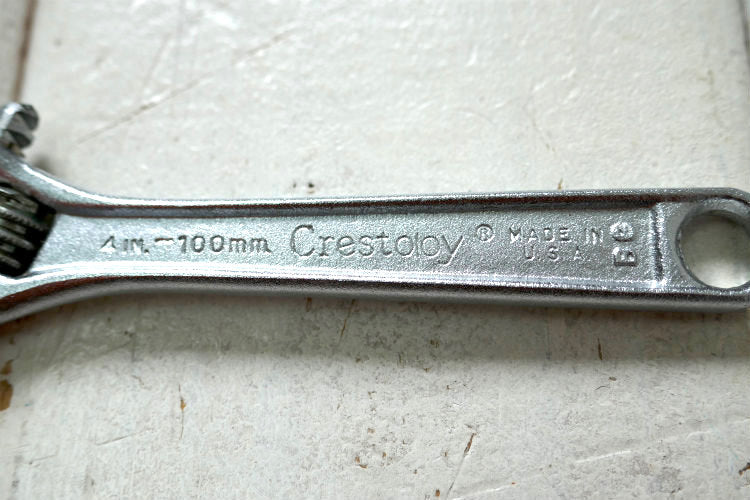 4 IN. – 100mm Crestoloy ® MADE IN
U S A